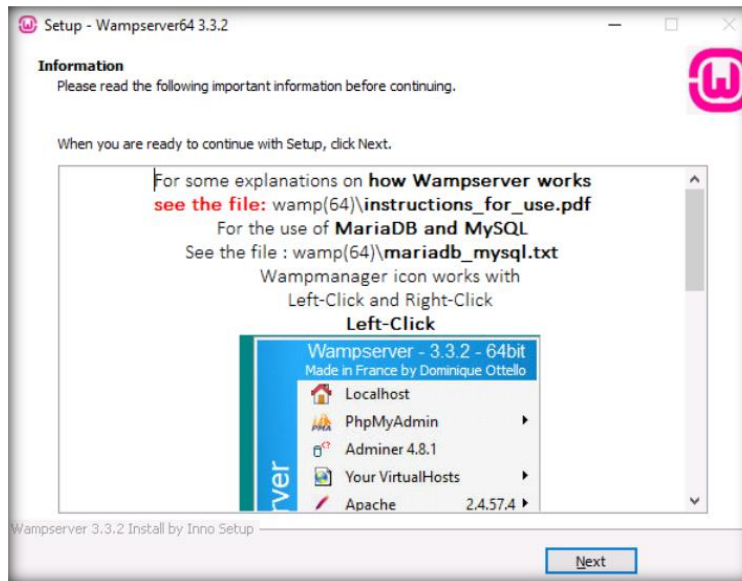 Setup - Wampserver64 3.3.2
Information
Please read the following important information before continuing.
When you are ready to continue with Setup, click Next.
For some explanations on how Wampserver works
see the file: wamp(64)\instructions_for_use.pdf
For the use of MariaDB and MySQL
See the file : wamp(64)\mariadb_mysql.txt
Wampmanager icon works with
Left-Click and Right-Click
Left-Click
Wampserver - 3.3.2 - 64bit
Made in France by Dominique Ottello
Localhost
PhpMyAdmin
Adminer 4.8.1
Your VirtualHosts
Apache 2.4.57.4
rver
Wampserver 3.3.2 Install by Inno Setup
Next